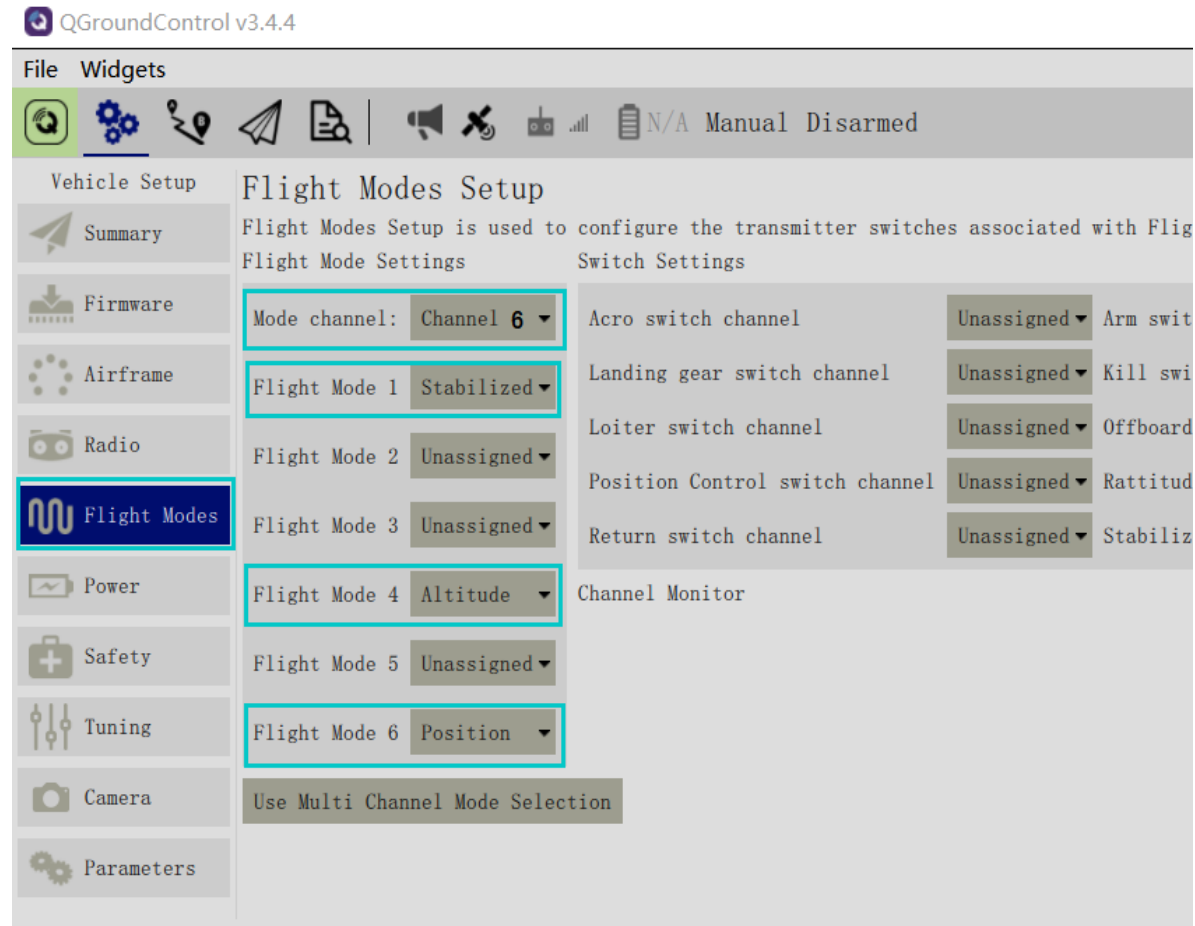 QGroundControl v3.4.4
File Widgets
N/A Manual Disarmed
Vehicle Setup
Summary
Firmware
Airframe
Radio
Flight Modes
Power
Safety
Tuning
Camera
Parameters
Flight Modes Setup
Flight Modes Setup is used to configure the transmitter switches associated with Flig
Flight Mode Settings
Mode channel: Channel 6
Flight Mode 1 Stabilized
Flight Mode 2 Unassigned
Flight Mode 3 Unassigned
Flight Mode 4 Altitude
Flight Mode 5 Unassigned
Flight Mode 6 Position
Use Multi Channel Mode Selection
Switch Settings
Acro switch channel Unassigned Arm swit
Landing gear switch channel Unassigned Kill swi
Loiter switch channel Unassigned Offboard
Position Control switch channel Unassigned Rattitud
Return switch channel Unassigned Stabiliz
Channel Monitor